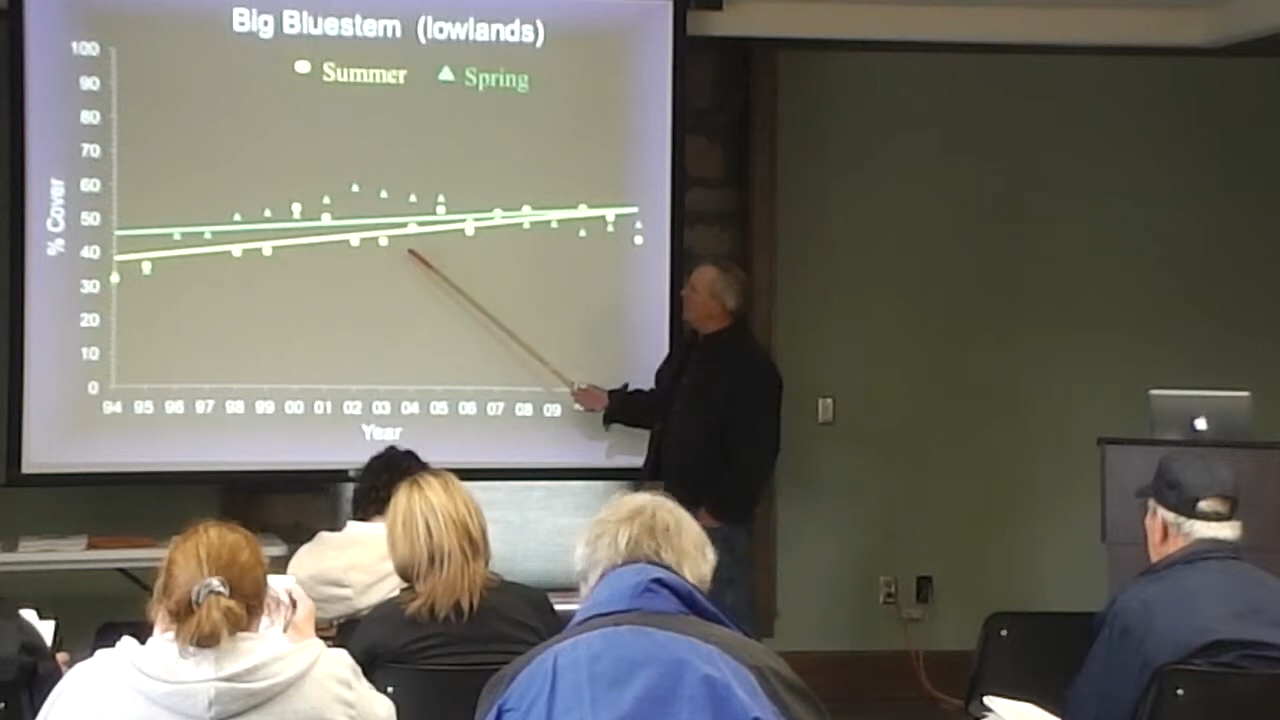 Big Bluestem (lowlands)
Summer Spring
100
90
80
70
60
50
40
30
20
10
0
% Cover
94 95 96 97 98 99 00 01 02 03 04 05 06 07 08 09
Year